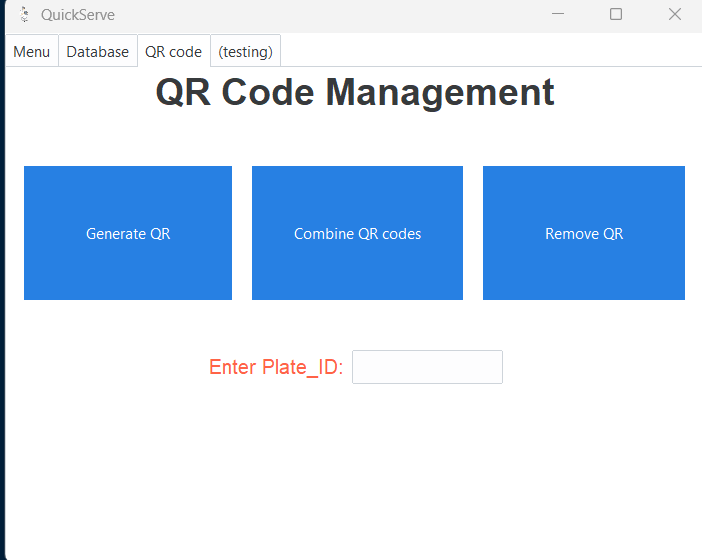 QuickServe
Menu Database QR code (testing)
QR Code Management
Generate QR Combine QR codes Remove QR
Enter Plate_ID: